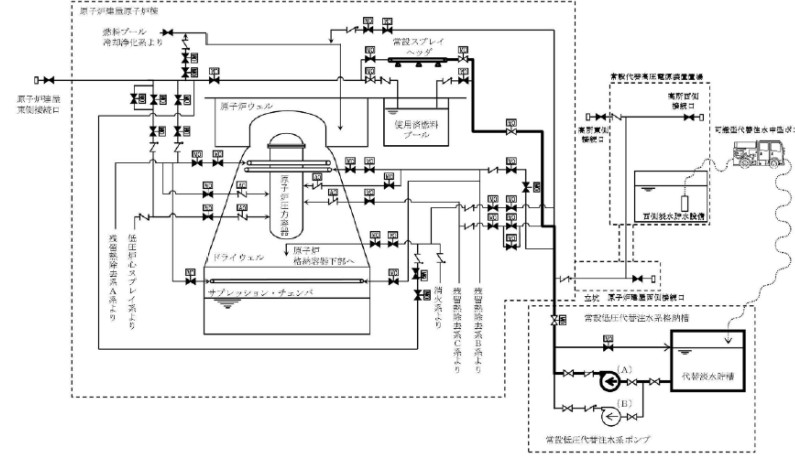 原子炉建屋原子炉棟
燃料プール
冷却浄化系より
常設スプレイ
ヘッダ
原子炉建屋
東側接続口
原子炉ウェル
使用済燃料
プール
常設代替高圧電源装置置場
高所西側
接続口
高所東側
接続口
可搬型代替注水中型ポンプ
西側淡水貯水設備
原子炉圧力容器
ドライウェル
原子炉
格納容器下部へ
サプレッション・チェンバ
残留熱除去系A系より
低圧炉心スプレイ系より
消火系より
残留熱除去系C系より
残留熱除去系B系より
立坑
原子炉建屋西側接続口
常設低圧代替注水系格納槽
(A)
代替淡水貯槽
(B)
常設低圧代替注水系ポンプ